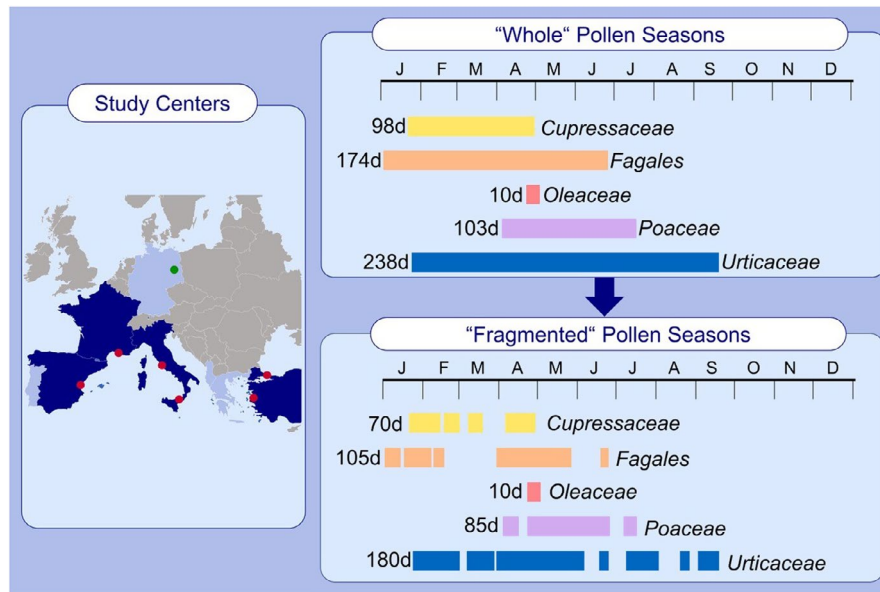 Study Centers
“Whole“ Pollen Seasons
J F M A M J J A S O N D
98d Cupressaceae
174d Fagales
10d Oleaceae
103d Poaceae
238d Urticaceae
“Fragmented“ Pollen Seasons
J F M A M J J A S O N D
70d Cupressaceae
105d Fagales
10d Oleaceae
85d Poaceae
180d Urticaceae